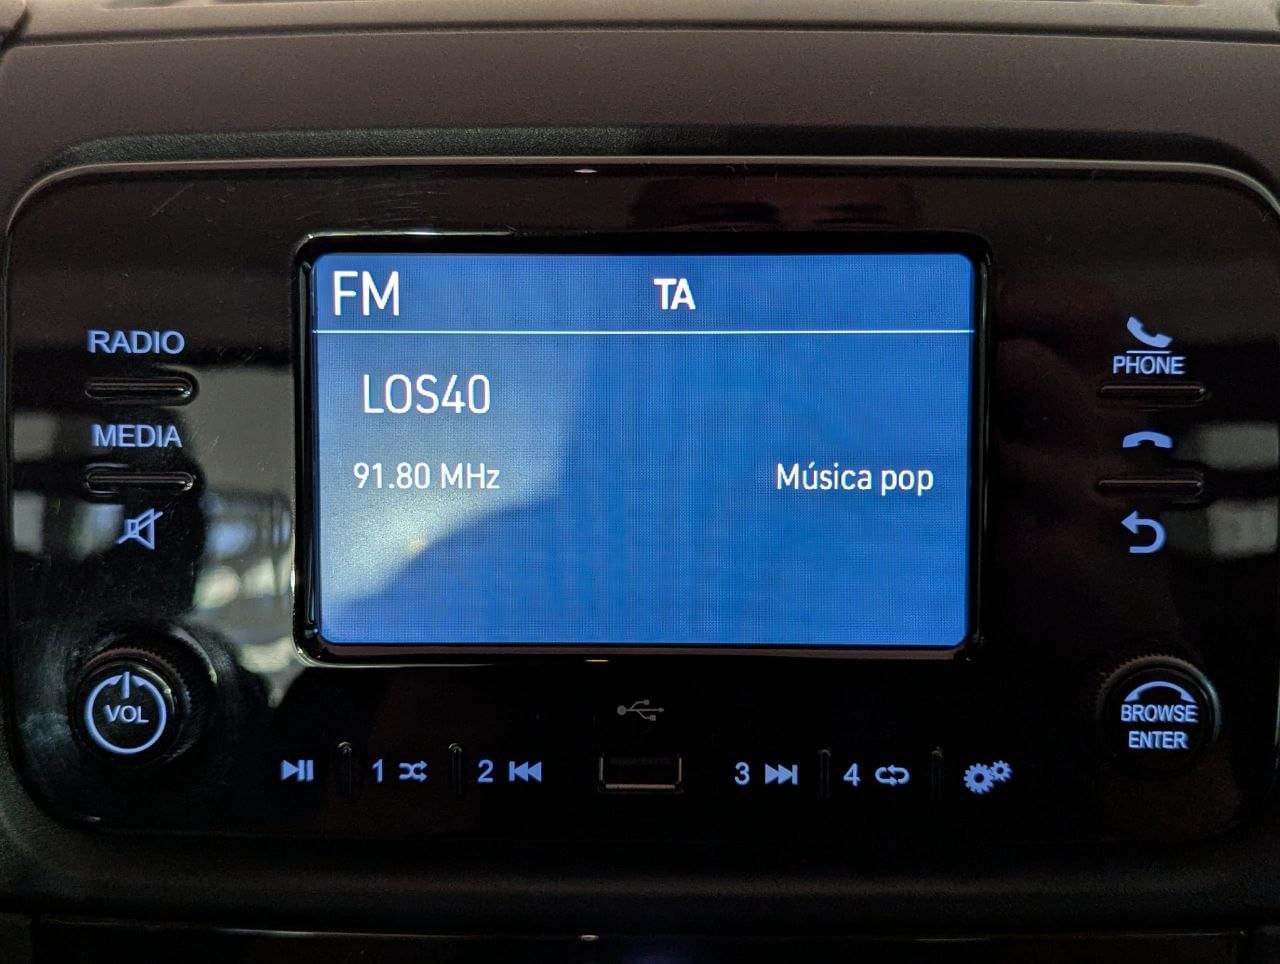 FM
TA
LOS40
91.80 MHz
Música pop
RADIO
MEDIA
VOL
PHONE
BROWSE
ENTER
1
2
3
4